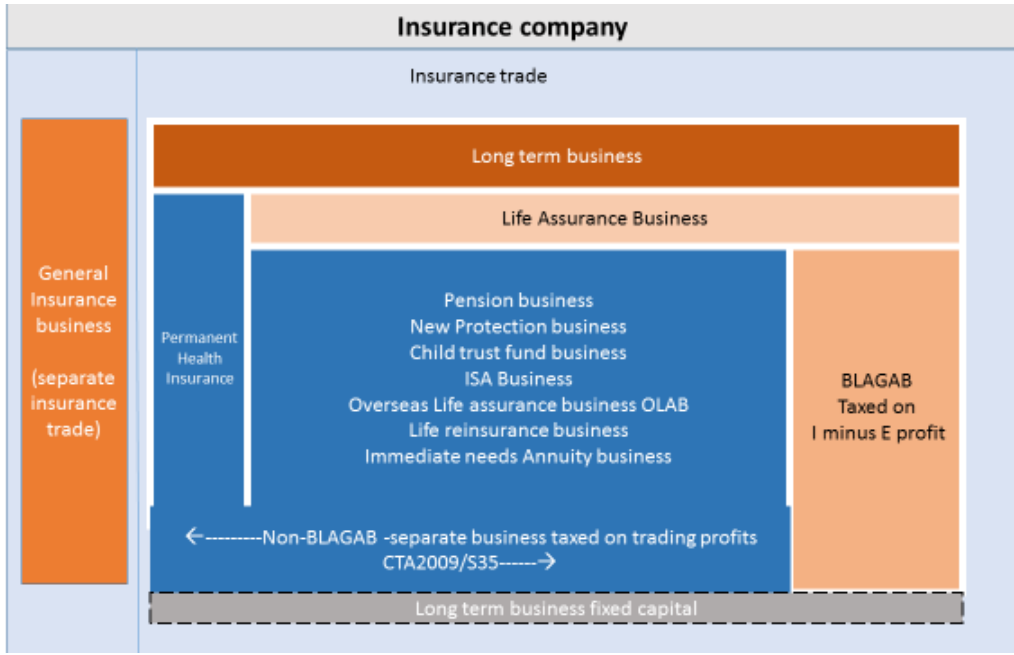 Insurance company
Insurance trade
General
Insurance
business
(separate
insurance
trade)
Long term business
Permanent
Health
Insurance
Life Assurance Business
Pension business
New Protection business
Child trust fund business
ISA Business
Overseas Life assurance business OLAB
Life reinsurance business
Immediate needs Annuity business
BLAGAB
Taxed on
I minus E profit
←---------Non-BLAGAB -separate business taxed on trading profits
CTA2009/S35------→
Long term business fixed capital